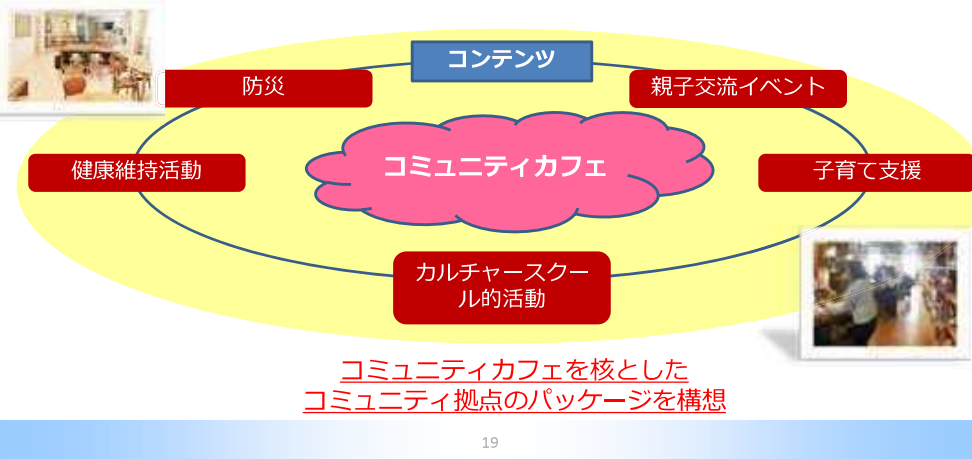 コンテンツ
防災
親子交流イベント
健康維持活動
コミュニティカフェ
子育て支援
カルチャースクー
ル的活動
コミュニティカフェを核とした
コミュニティ拠点のパッケージを構想
19